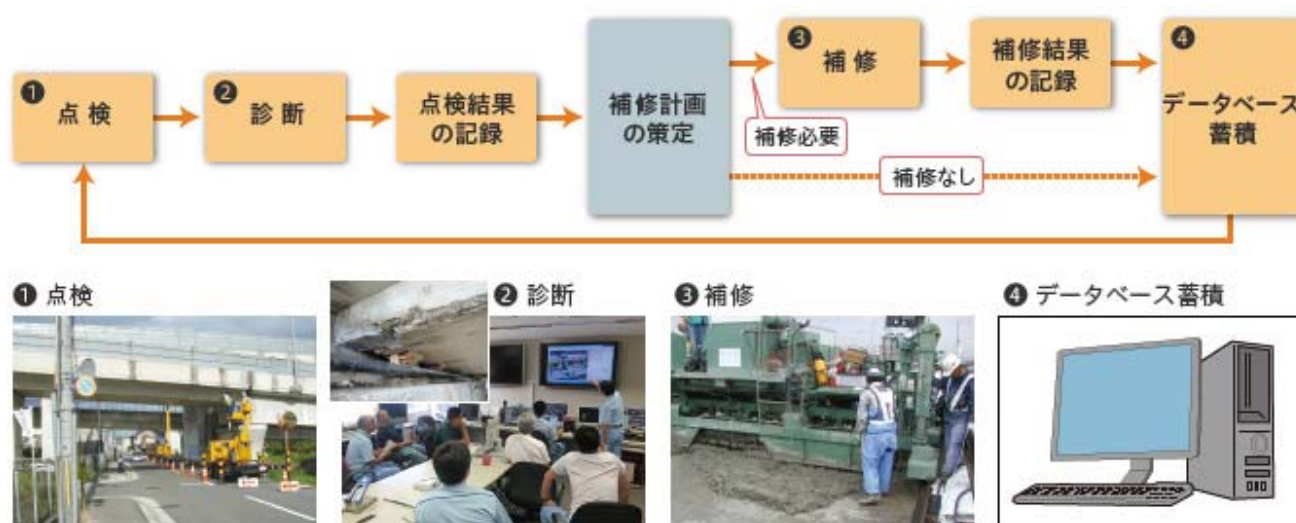 ❶
点検
❷
診断
点検結果
の記録
補修計画
の策定
補修必要
❸
補修
補修結果
の記録
補修なし
❹
データベース
蓄積
❶ 点検
❷ 診断
❸ 補修
❹ データベース蓄積